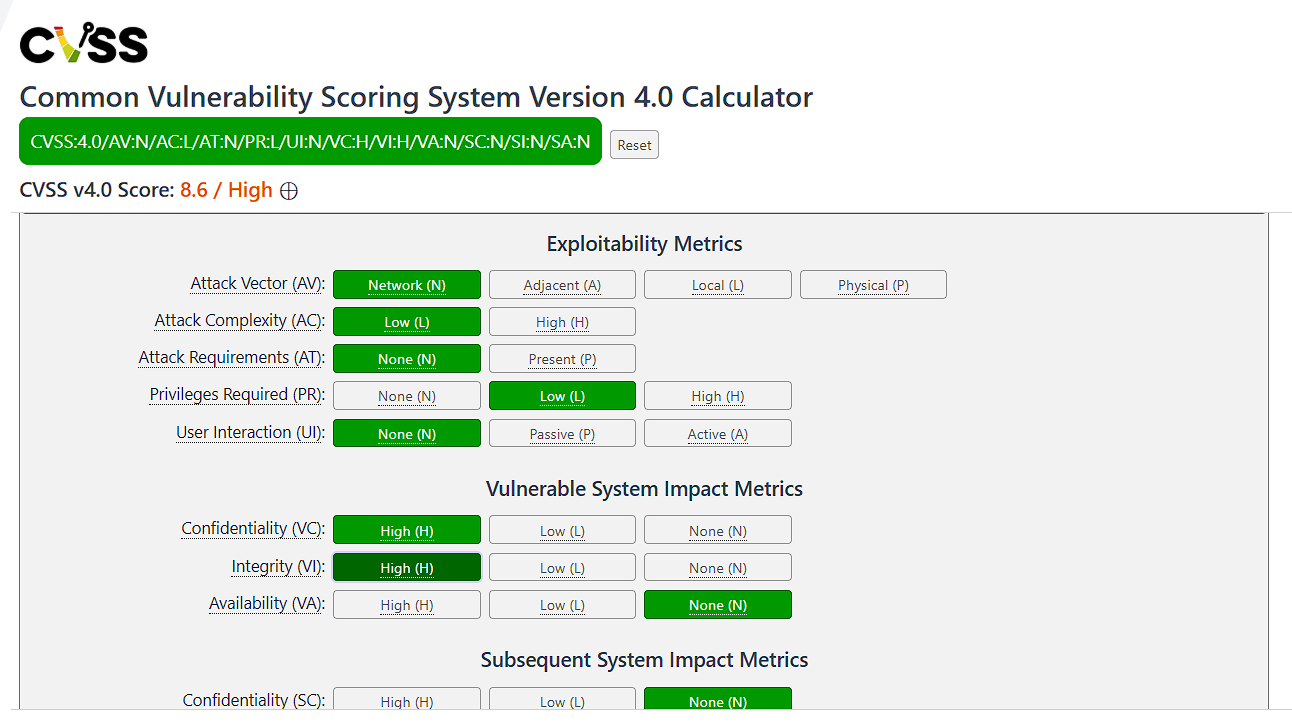 CVSS
Common Vulnerability Scoring System Version 4.0 Calculator
CVSS:4.0/AV:N/AC:L/AT:N/PR:L/UI:N/VC:H/VI:H/VA:N/SC:N/SI:N/SA:N Reset
CVSS v4.0 Score: 8.6 / High
Exploitability Metrics
Attack Vector (AV): Network (N) Adjacent (A) Local (L) Physical (P)
Attack Complexity (AC): Low (L) High (H)
Attack Requirements (AT): None (N) Present (P)
Privileges Required (PR): None (N) Low (L) High (H)
User Interaction (UI): None (N) Passive (P) Active (A)
Vulnerable System Impact Metrics
Confidentiality (VC): High (H) Low (L) None (N)
Integrity (VI): High (H) Low (L) None (N)
Availability (VA): High (H) Low (L) None (N)
Subsequent System Impact Metrics
Confidentiality (SC): High (H) Low (L) None (N)